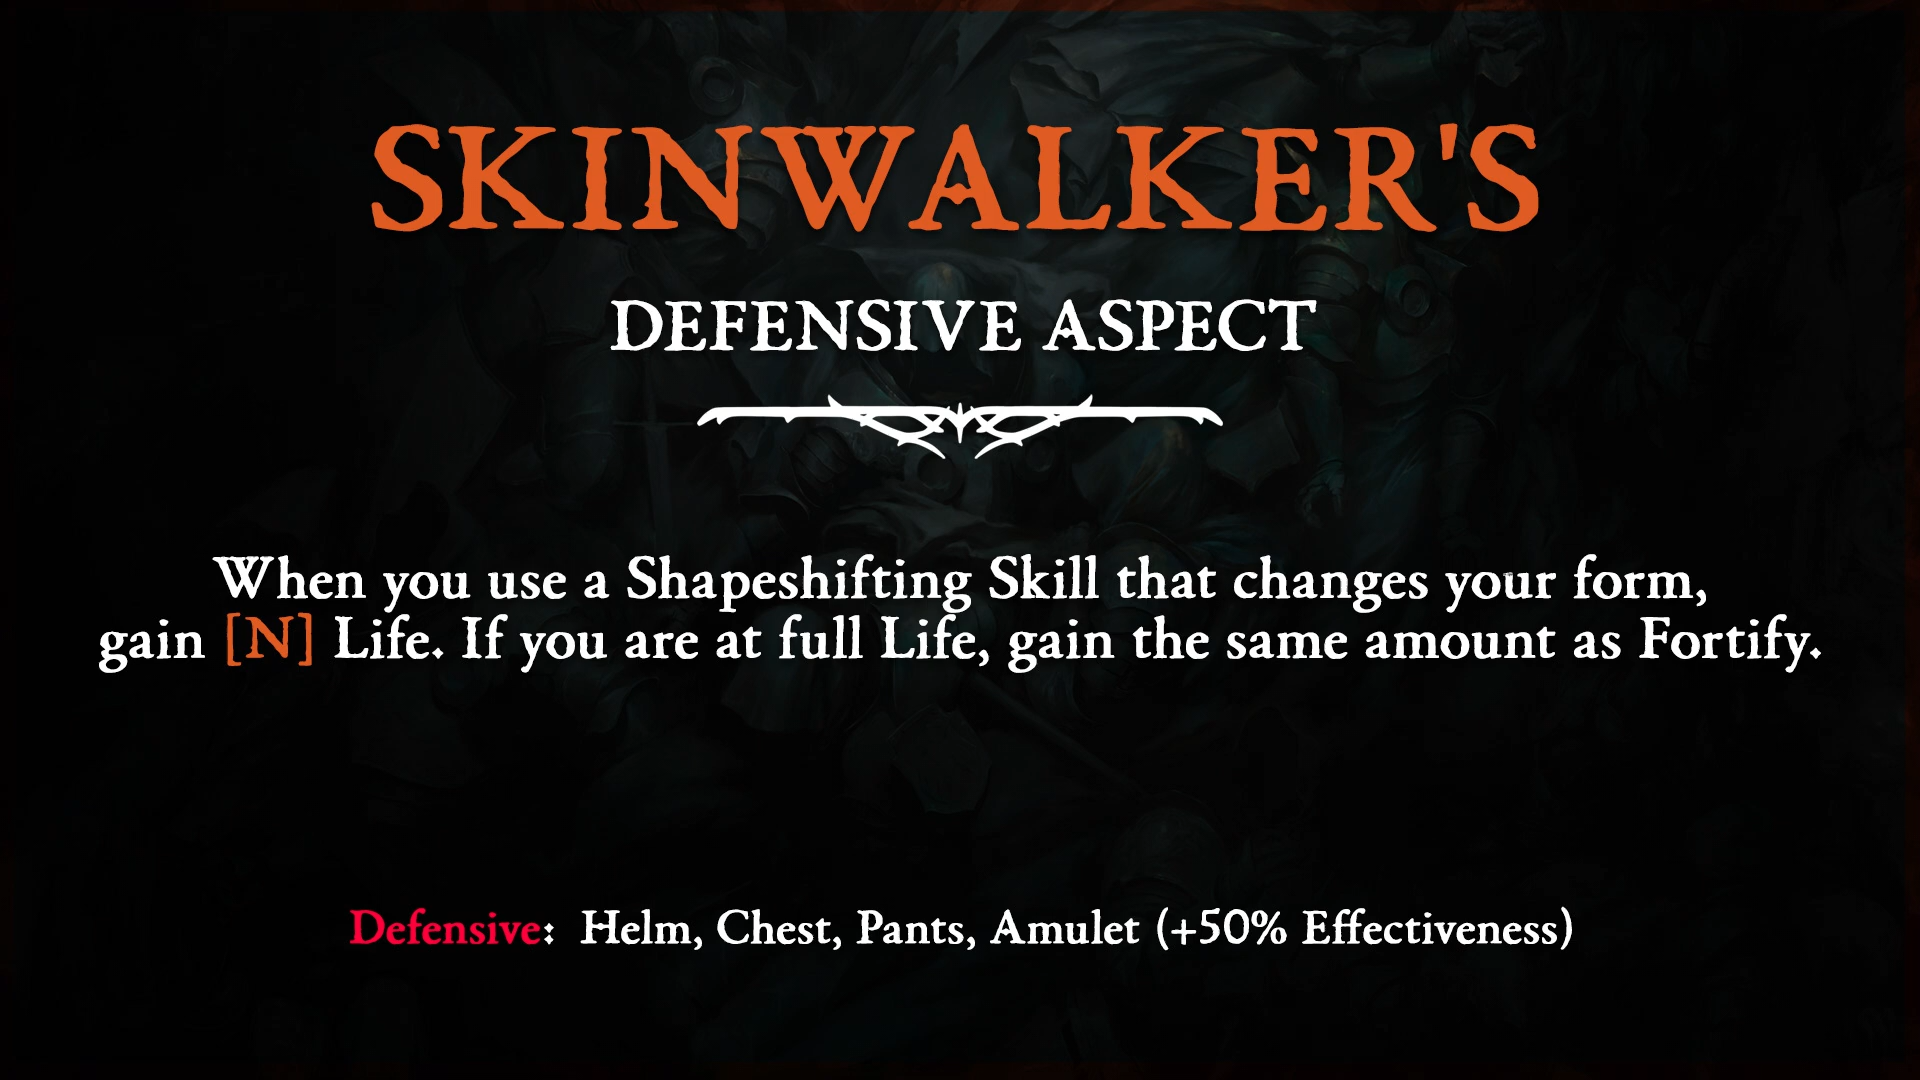 SKINWALKER'S
DEFENSIVE ASPECT
When you use a Shapeshifting Skill that changes your form,
gain [N] Life. If you are at full Life, gain the same amount as Fortify.
Defensive: Helm, Chest, Pants, Amulet (+50% Effectiveness)